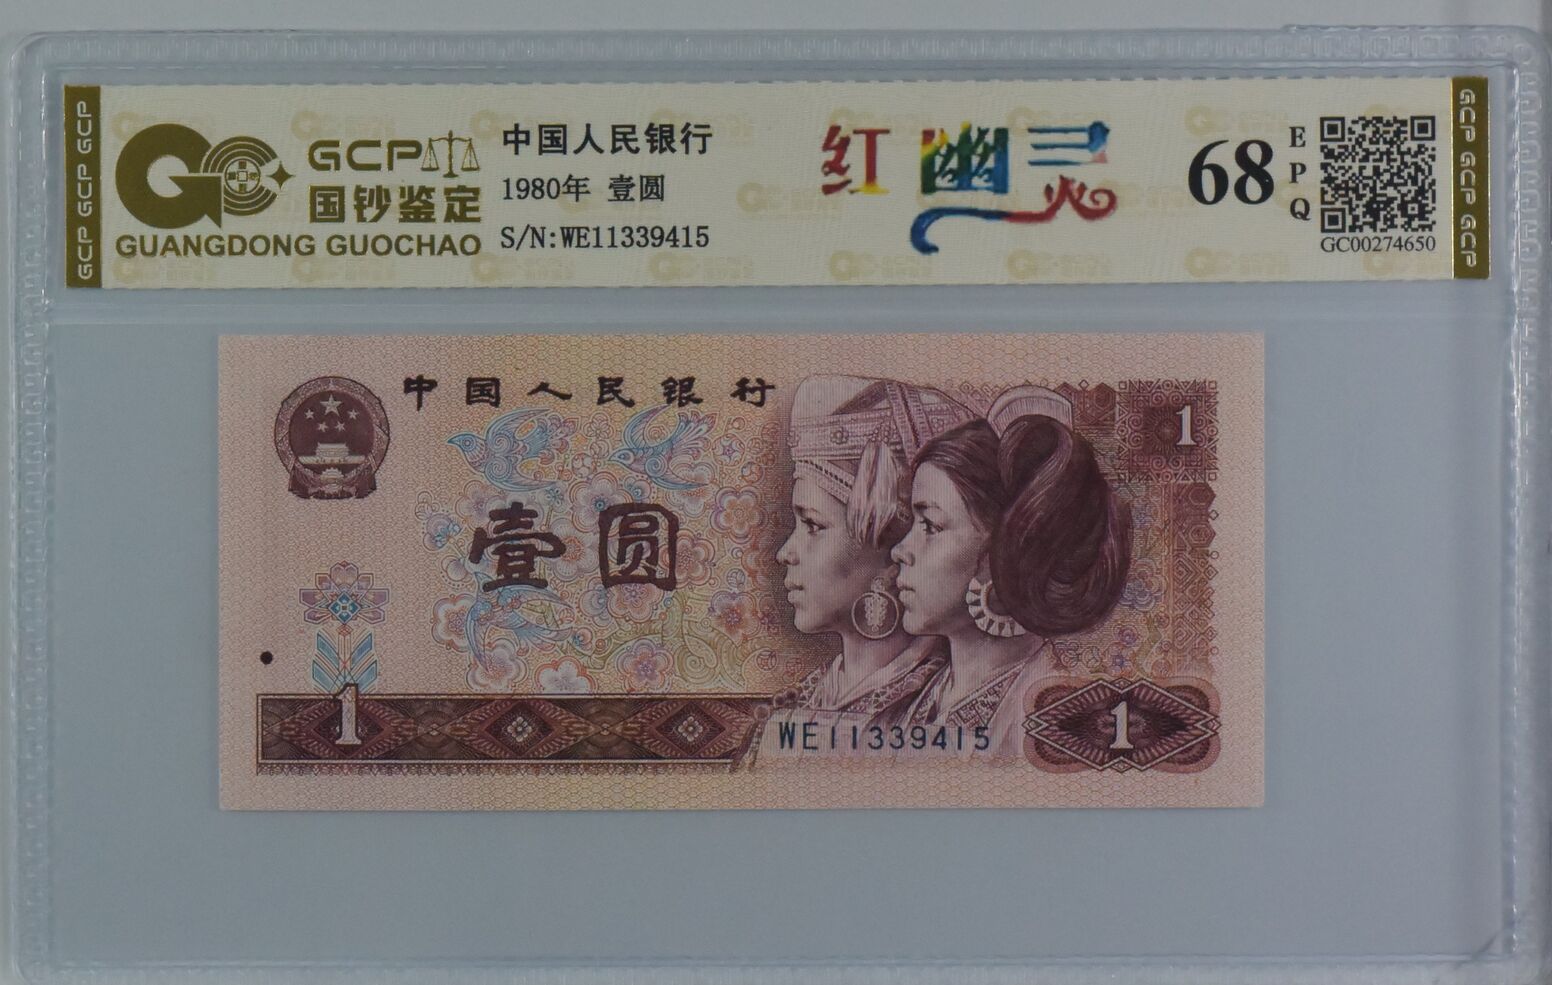 GCP GCP GCP
GCP
国钞鉴定
GUANGDONG GUOCHAO
中国人民银行
1980年 壹圆
S/N:WE11339415
红幽灵
68
EPQ
GC00274650
GCP GCP GCP
中国人民银行
1
壹圆
1
WE11339415
1